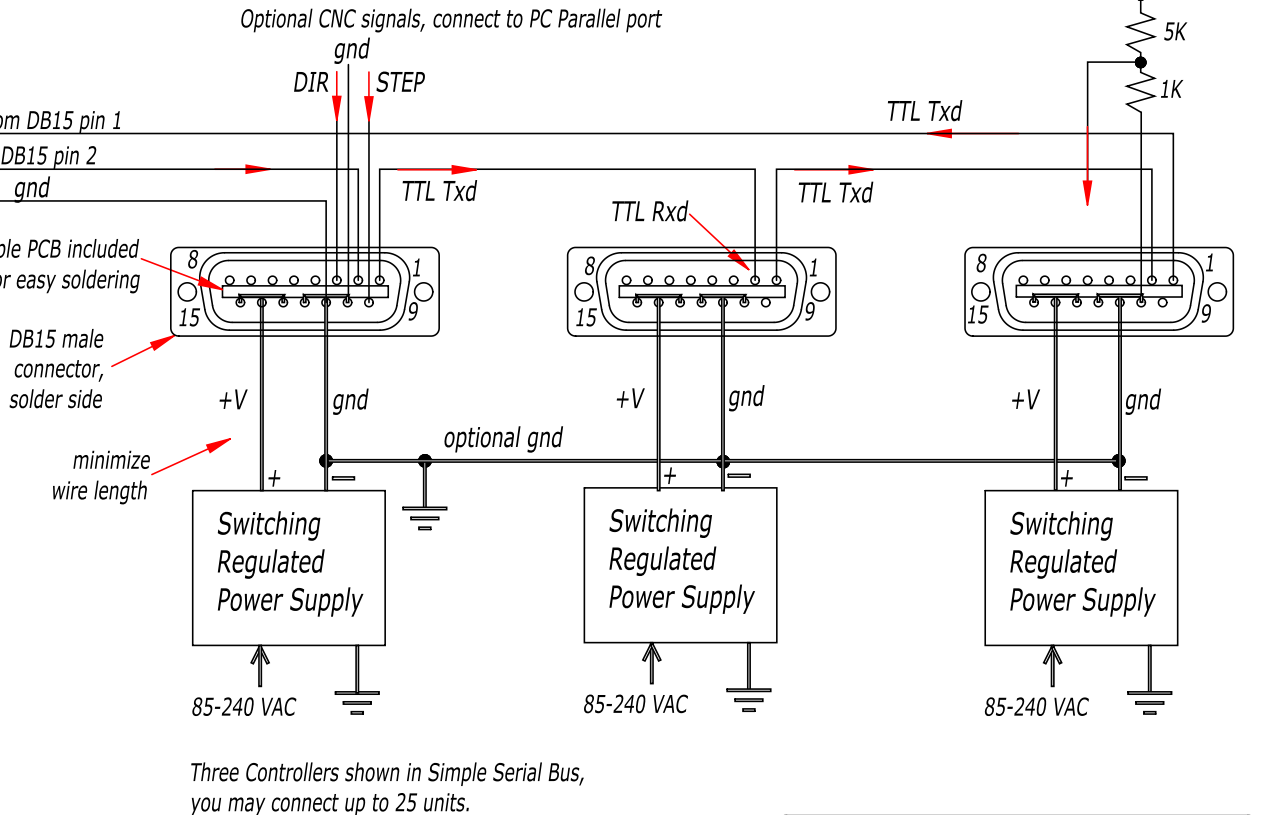 Optional CNC signals, connect to PC Parallel port
gnd
5K
DIR
STEP
1K
DB15 pin 1
TTL Txd
DB15 pin 2
gnd
TTL Txd
TTL Txd
TTL Rxd
PCB included
easy soldering
8
1
15
9
8
1
15
9
8
1
15
9
DB15 male
connector,
solder side
+V
gnd
+V
gnd
+V
gnd
optional gnd
minimize
wire length
+ –
+ –
+ –
Switching
Regulated
Power Supply
Switching
Regulated
Power Supply
Switching
Regulated
Power Supply
85-240 VAC
85-240 VAC
85-240 VAC
Three Controllers shown in Simple Serial Bus,
you may connect up to 25 units.